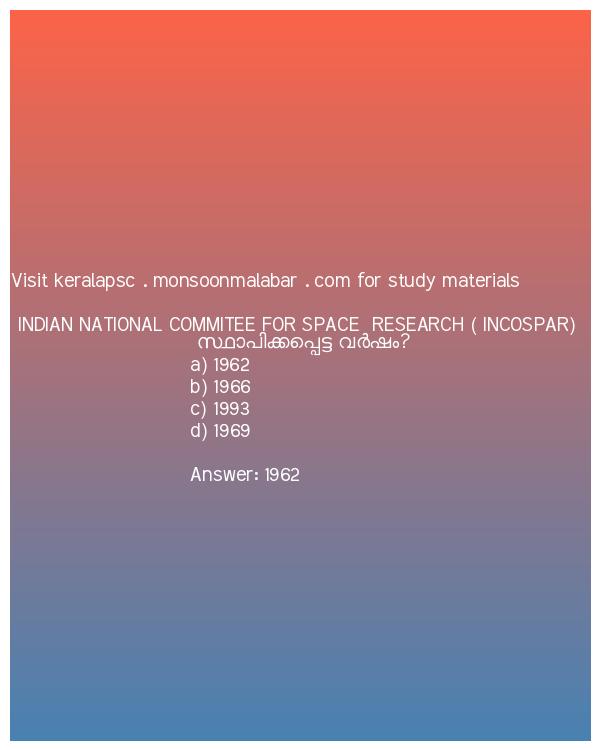 Visit keralapsc . monsoonmalabar . com for study materials
INDIAN NATIONAL COMMITEE FOR SPACE RESEARCH ( INCOSPAR)
സ്ഥാപിക്കപ്പെട്ട വർഷം?
a) 1962
b) 1966
c) 1993
d) 1969
Answer: 1962